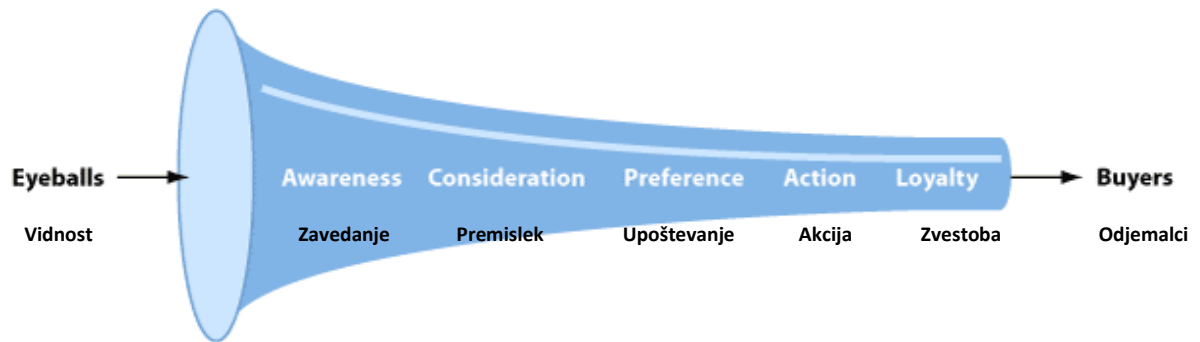 Eyeballs Awareness Consideration Preference Action Loyalty Buyers
Vidnost Zavedanje Premislek Upoštevanje Akcija Zvestoba Odjemalci